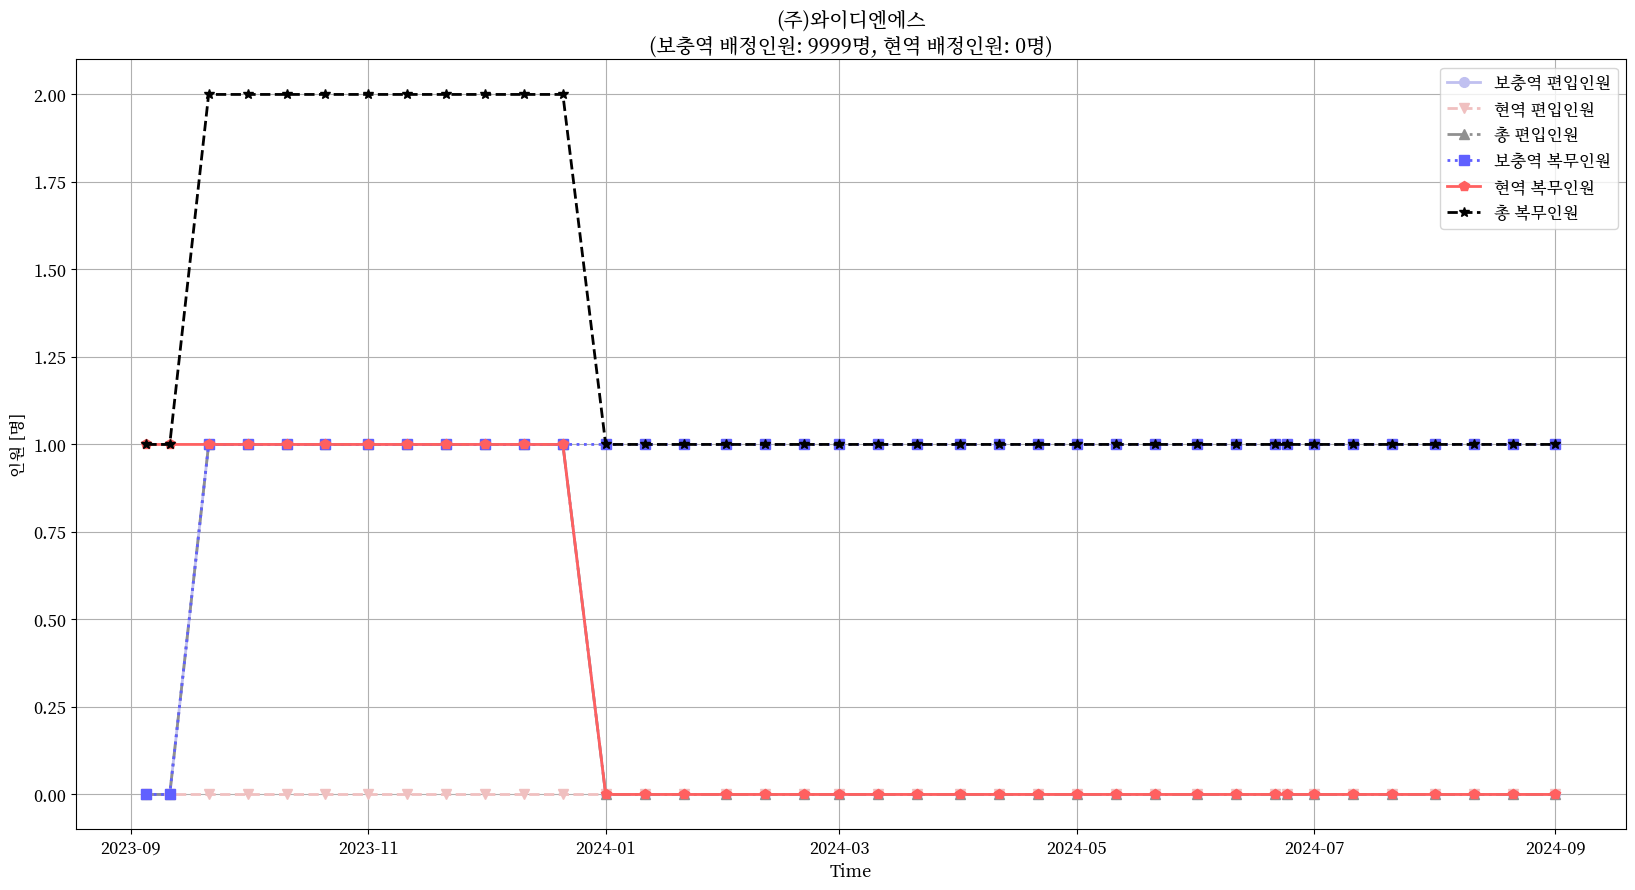 (주)와이디엔에스
(보충역 배정인원: 9999명, 현역 배정인원: 0명)
보충역 편입인원
현역 편입인원
총 편입인원
보충역 복무인원
현역 복무인원
총 복무인원
인원 [명]
2.00
1.75
1.50
1.25
1.00
0.75
0.50
0.25
0.00
2023-09 2023-11 2024-01 2024-03 2024-05 2024-07 2024-09
Time